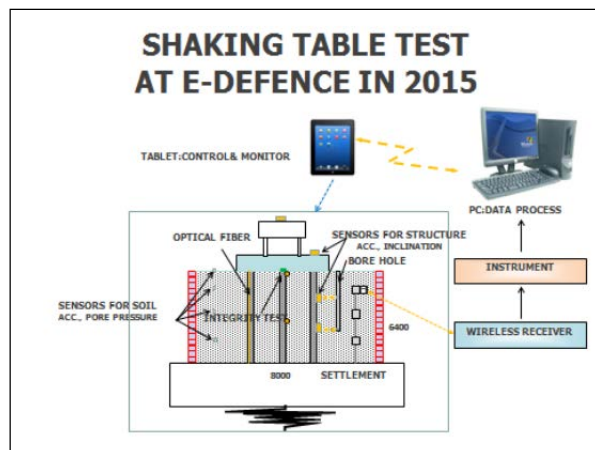 SHAKING TABLE TEST
AT E-DEFENCE IN 2015
TABLET:CONTROL& MONITOR
PC:DATA PROCESS
OPTICAL FIBER
SENSORS FOR STRUCTURE
ACC., INCLINATION
BORE HOLE
INSTRUMENT
SENSORS FOR SOIL
ACC., PORE PRESSURE
INTEGRITY TEST
6400
WIRELESS RECEIVER
8000
SETTLEMENT